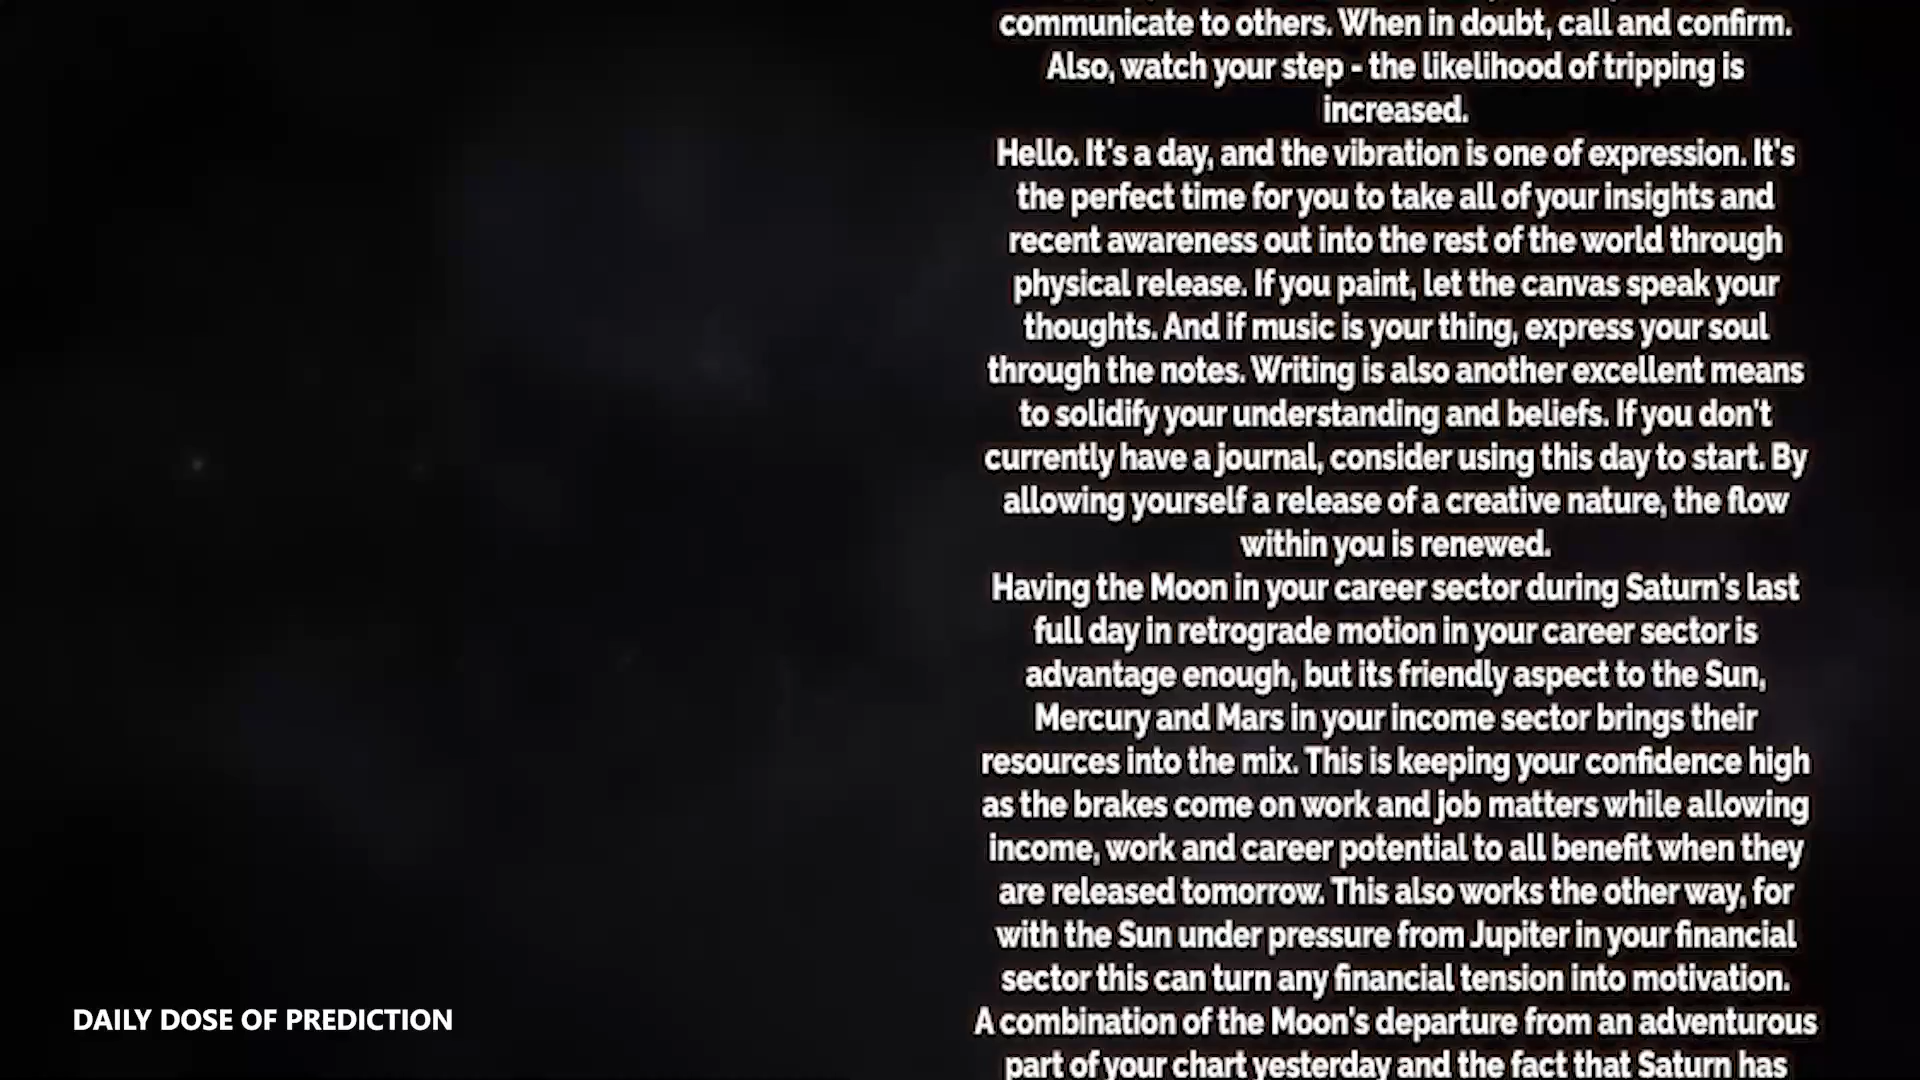 communicate to others. When in doubt, call and confirm.
Also, watch your step - the likelihood of tripping is
increased.
Hello. It's a day, and the vibration is one of expression. It's
the perfect time for you to take all of your insights and
recent awareness out into the rest of the world through
physical release. If you paint, let the canvas speak your
thoughts. And if music is your thing, express your soul
through the notes. Writing is also another excellent means
to solidify your understanding and beliefs. If you don't
currently have a journal, consider using this day to start. By
allowing yourself a release of a creative nature, the flow
within you is renewed.
Having the Moon in your career sector during Saturn's last
full day in retrograde motion in your career sector is
advantage enough, but its friendly aspect to the Sun,
Mercury and Mars in your income sector brings their
resources into the mix. This is keeping your confidence high
as the brakes come on work and job matters while allowing
income, work and career potential to all benefit when they
are released tomorrow. This also works the other way, for
with the Sun under pressure from Jupiter in your financial
sector this can turn any financial tension into motivation.
A combination of the Moon's departure from an adventurous
part of your chart yesterday and the fact that Saturn has
DAILY DOSE OF PREDICTION